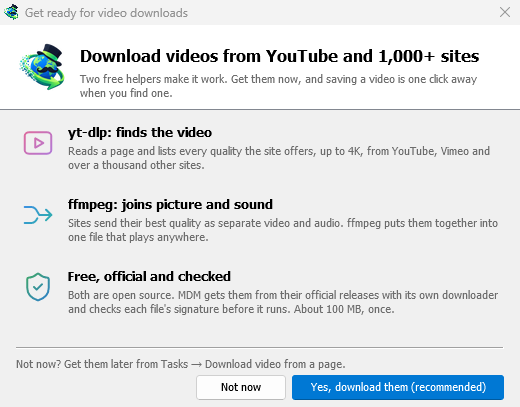 Get ready for video downloads
Download videos from YouTube and 1,000+ sites
Two free helpers make it work. Get them now, and saving a video is one click away
when you find one.
yt-dlp: finds the video
Reads a page and lists every quality the site offers, up to 4K, from YouTube, Vimeo and
over a thousand other sites.
ffmpeg: joins picture and sound
Sites send their best quality as separate video and audio. ffmpeg puts them together into
one file that plays anywhere.
Free, official and checked
Both are open source. MDM gets them from their official releases with its own downloader
and checks each file's signature before it runs. About 100 MB, once.
Not now? Get them later from Tasks → Download video from a page.
Not now
Yes, download them (recommended)